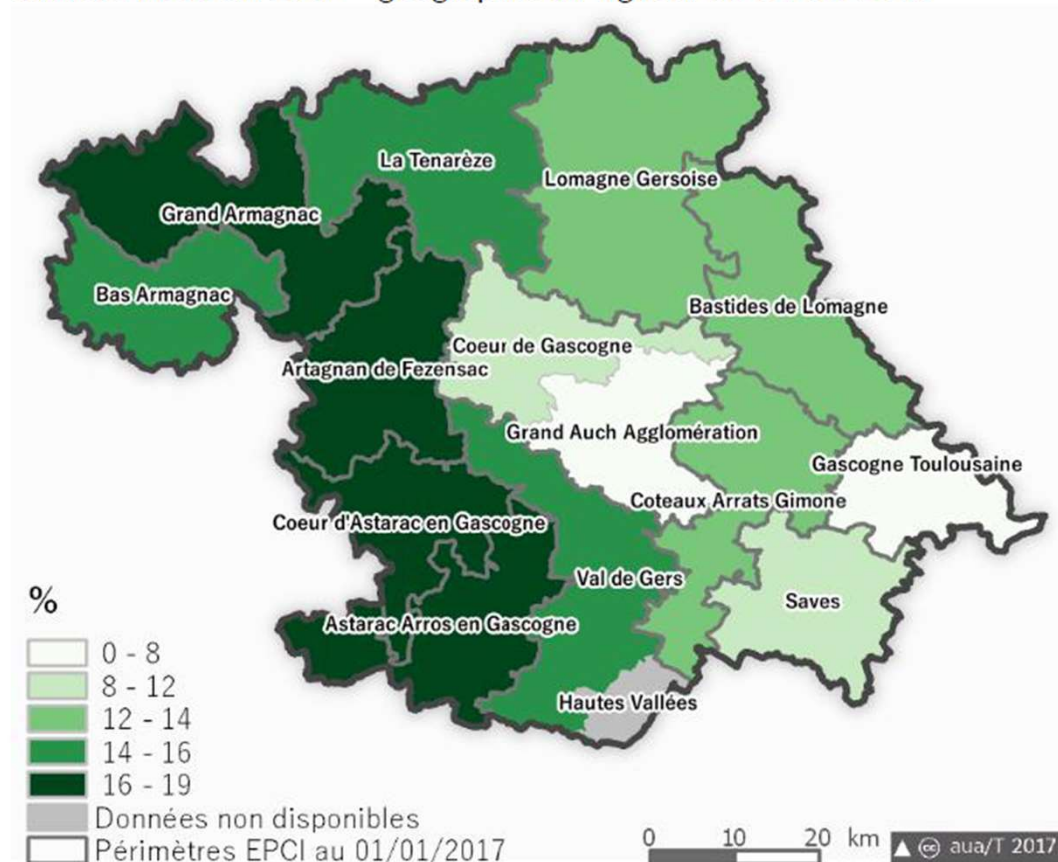 La Tenarèze
Lomagne Gersoise
Grand Armagnac
Bas Armagnac
Bastides de Lomagne
Coeur de Gascogne
Artagnan de Fezensac
Grand Auch Agglomération
Gascogne Toulousaine
Coteaux Arrats Gimone
Coeur d'Astarac en Gascogne
Val de Gers
Saves
Astarac Arros en Gascogne
Hautes Vallées
%
0 - 8
8 - 12
12 - 14
14 - 16
16 - 19
Données non disponibles
Périmètres EPCI au 01/01/2017
0 10 20 km
cc aua/T 2017